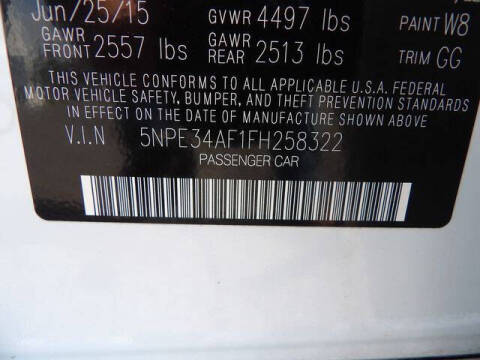 Jun/25/15 GVWR 4497 lbs PAINT W8
GAWR FRONT 2557 lbs GAWR REAR 2513 lbs TRIM GG
THIS VEHICLE CONFORMS TO ALL APPLICABLE U.S.A. FEDERAL
MOTOR VEHICLE SAFETY, BUMPER, AND THEFT PREVENTION STANDARDS
IN EFFECT ON THE DATE OF MANUFACTURE SHOWN ABOVE
V.I.N 5NPE34AF1FH258322
PASSENGER CAR